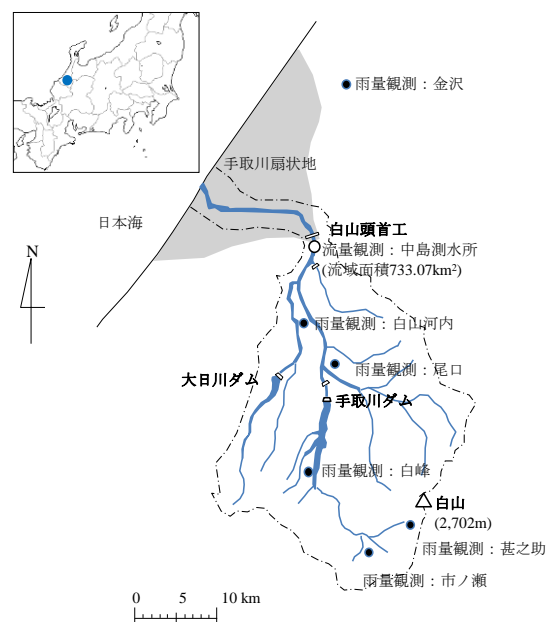 雨量観測：金沢
手取川扇状地
日本海
白山頭首工
流量観測：中島測水所
(流域面積733.07km²)
N
雨量観測：白山河内
雨量観測：尾口
大日川ダム
手取川ダム
雨量観測：白峰
白山
(2,702m)
雨量観測：甚之助
雨量観測：市ノ瀬
0 5 10 km